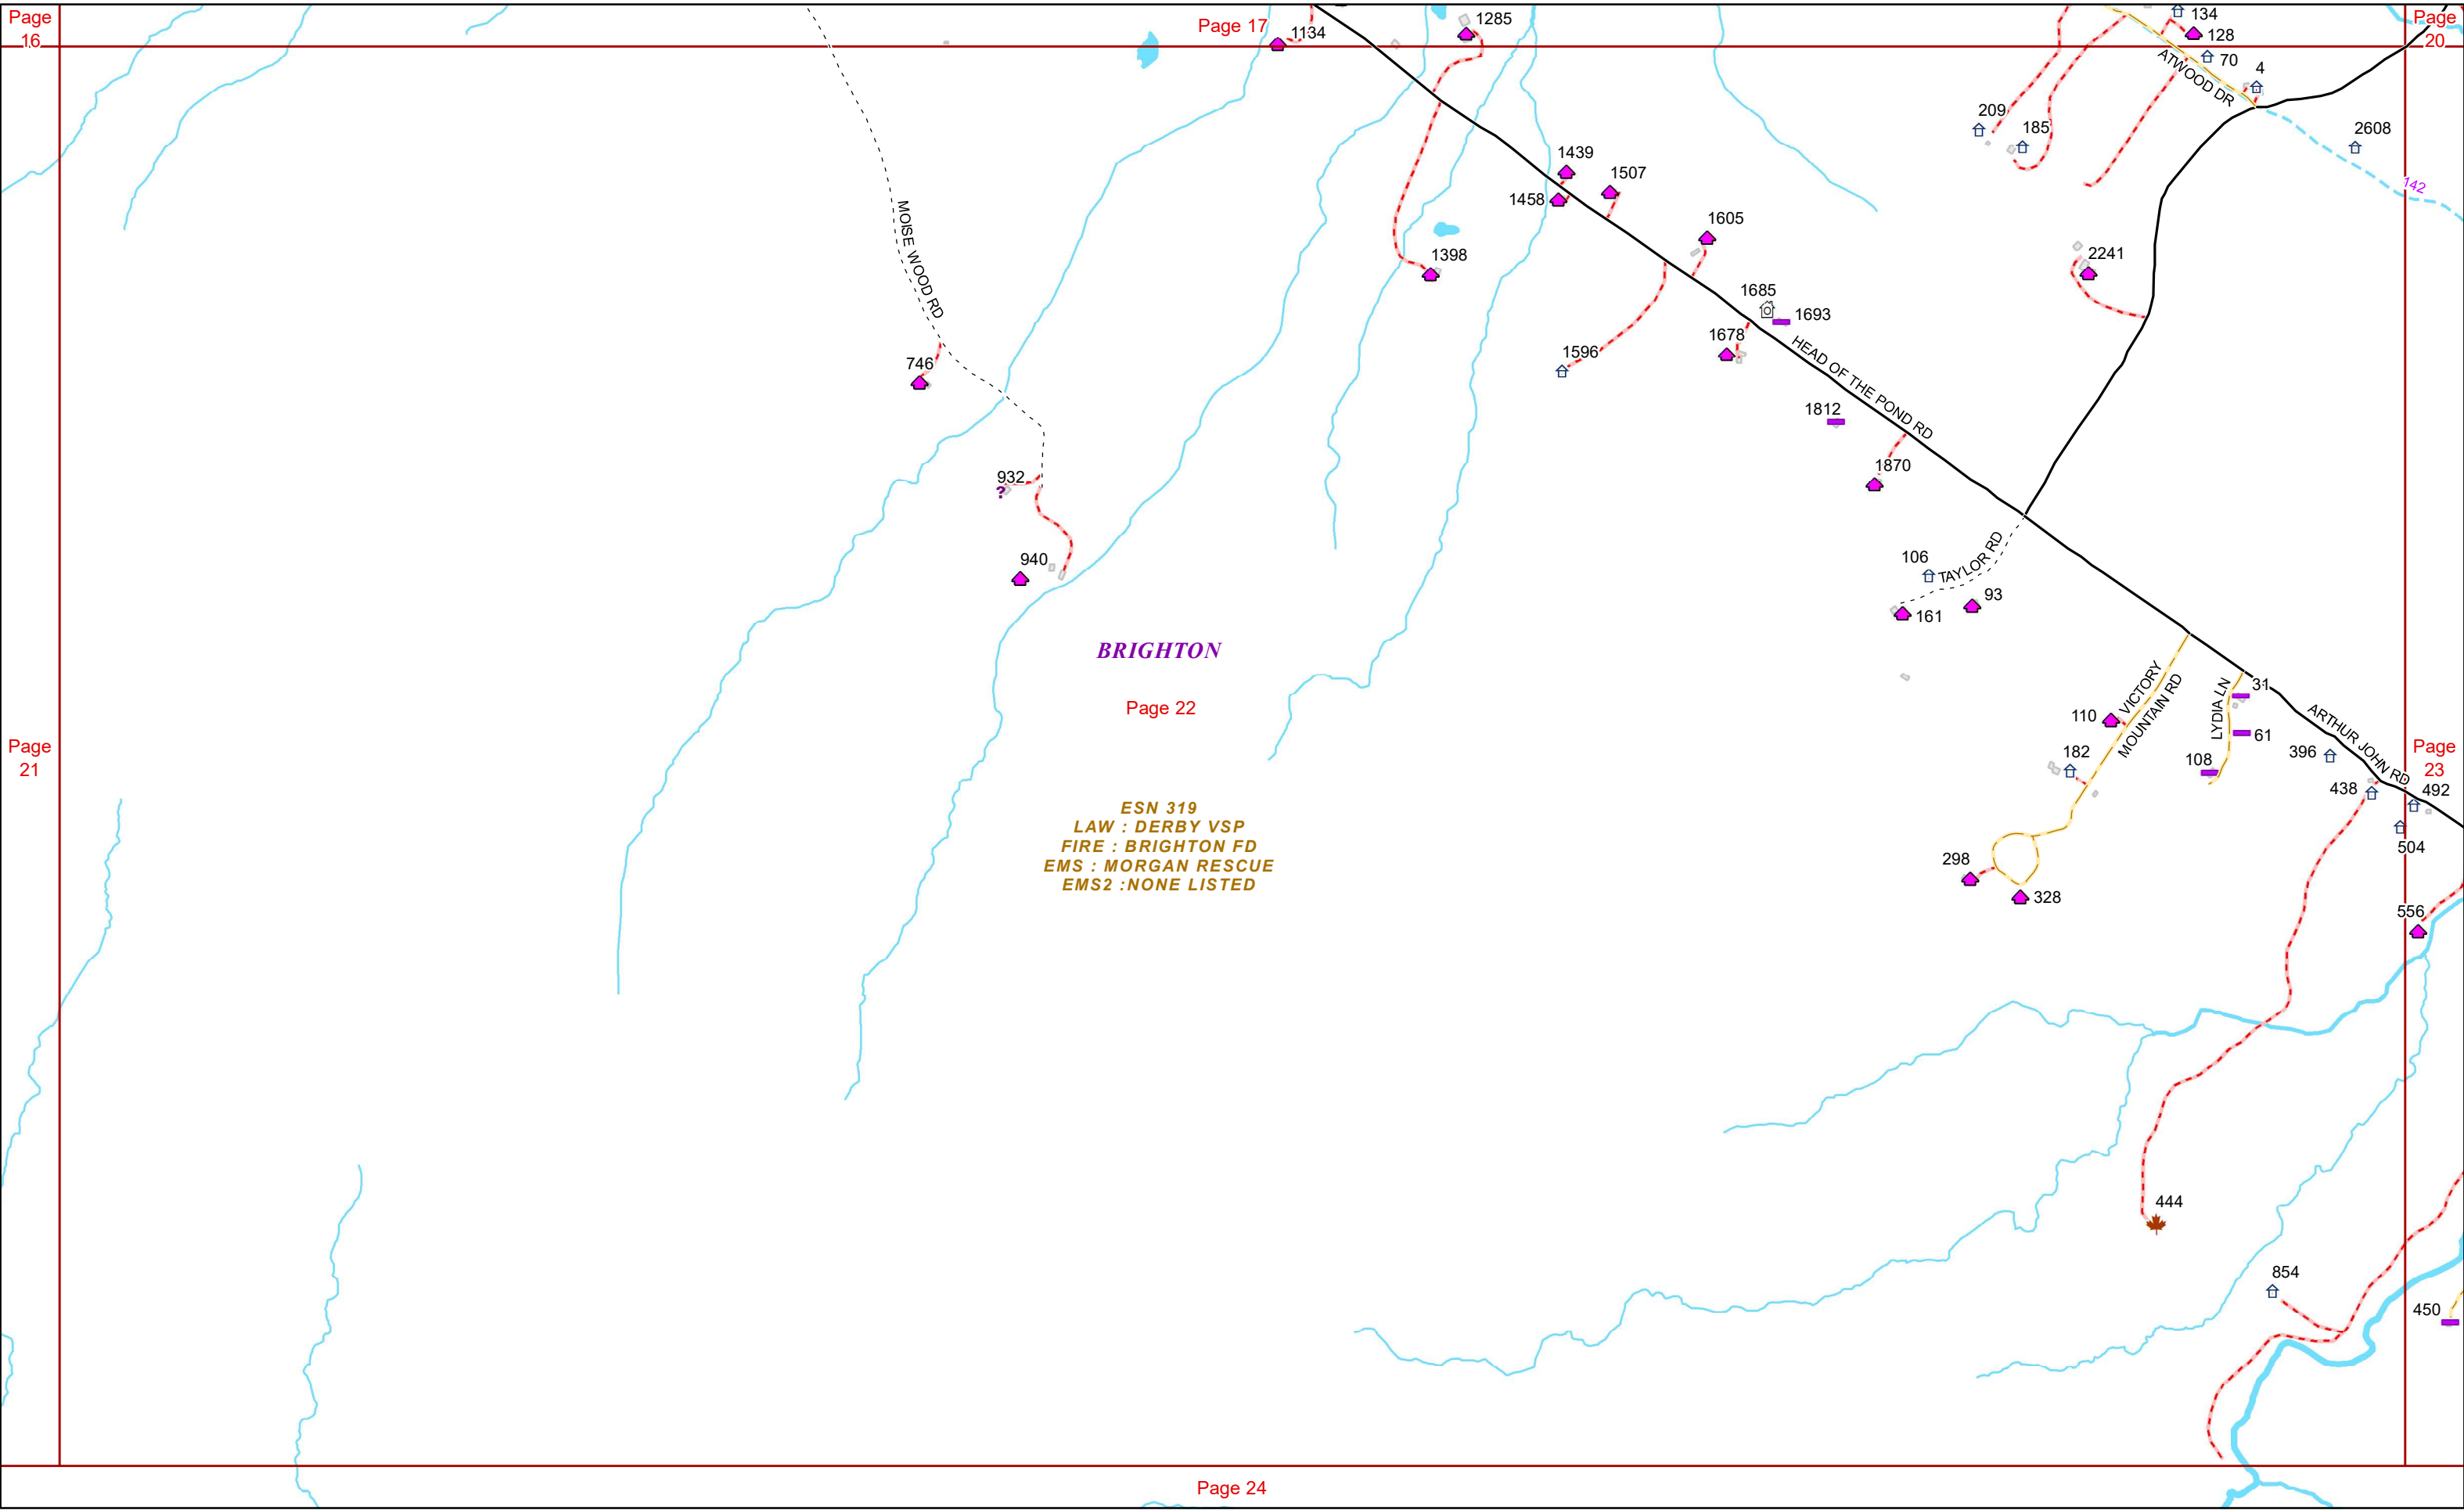 Page
16
Page 17
1134
1285
134
128
70
4
Page
20
ATWOOD DR
209
185
2608
142
1439
1507
1458
1605
1398
2241
MOISE WOOD RD
1685
1693
1678
1596
746
HEAD OF THE POND RD
1812
1870
932
940
106
TAYLOR RD
93
161
BRIGHTON
Page 22
VICTORY
MOUNTAIN RD
110
LYDIA LN
31
61
108
182
ARTHUR JOHN RD
396
438
492
504
Page
21
Page
23
ESN 319
LAW : DERBY VSP
FIRE : BRIGHTON FD
EMS : MORGAN RESCUE
EMS2 :NONE LISTED
298
328
556
444
854
450
Page 24